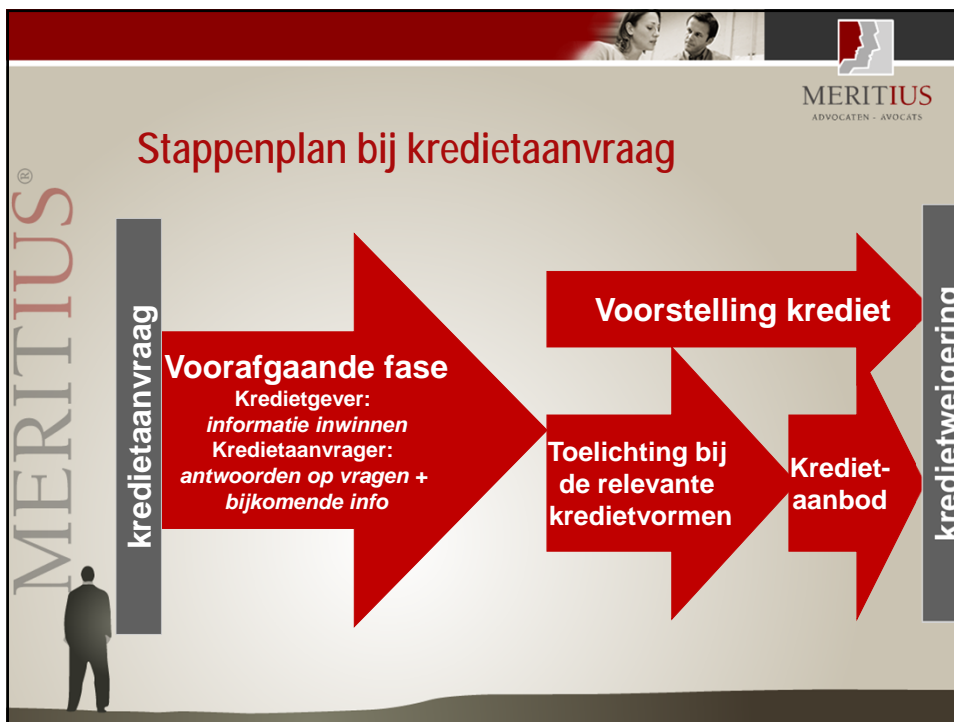 MERITIUS
ADVOCATEN - AVOCATS
Stappenplan bij kredietaanvraag
MERITIUS®
kredietaanvraag
Voorafgaande fase
Kredietgever:
informatie inwinnen
Kredietaanvrager:
antwoorden op vragen +
bijkomende info
Voorstelling krediet
Toelichting bij
de relevante
kredietvormen
Krediet-
aanbod
kredietweigering